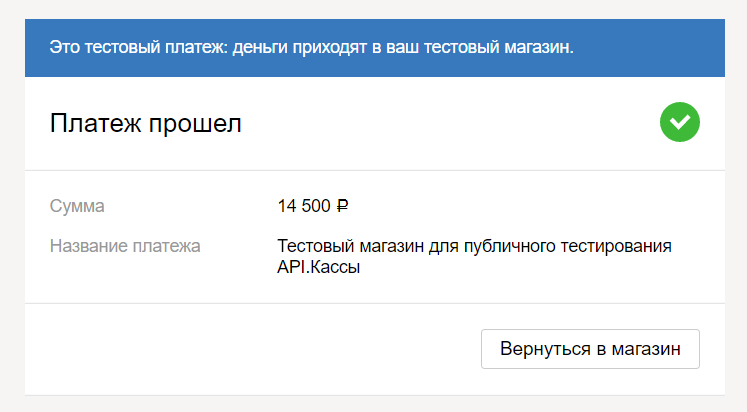 Это тестовый платеж: деньги приходят в ваш тестовый магазин.
Платеж прошел
Сумма 14 500 ₽
Название платежа Тестовый магазин для публичного тестирования
API.Кассы
Вернуться в магазин